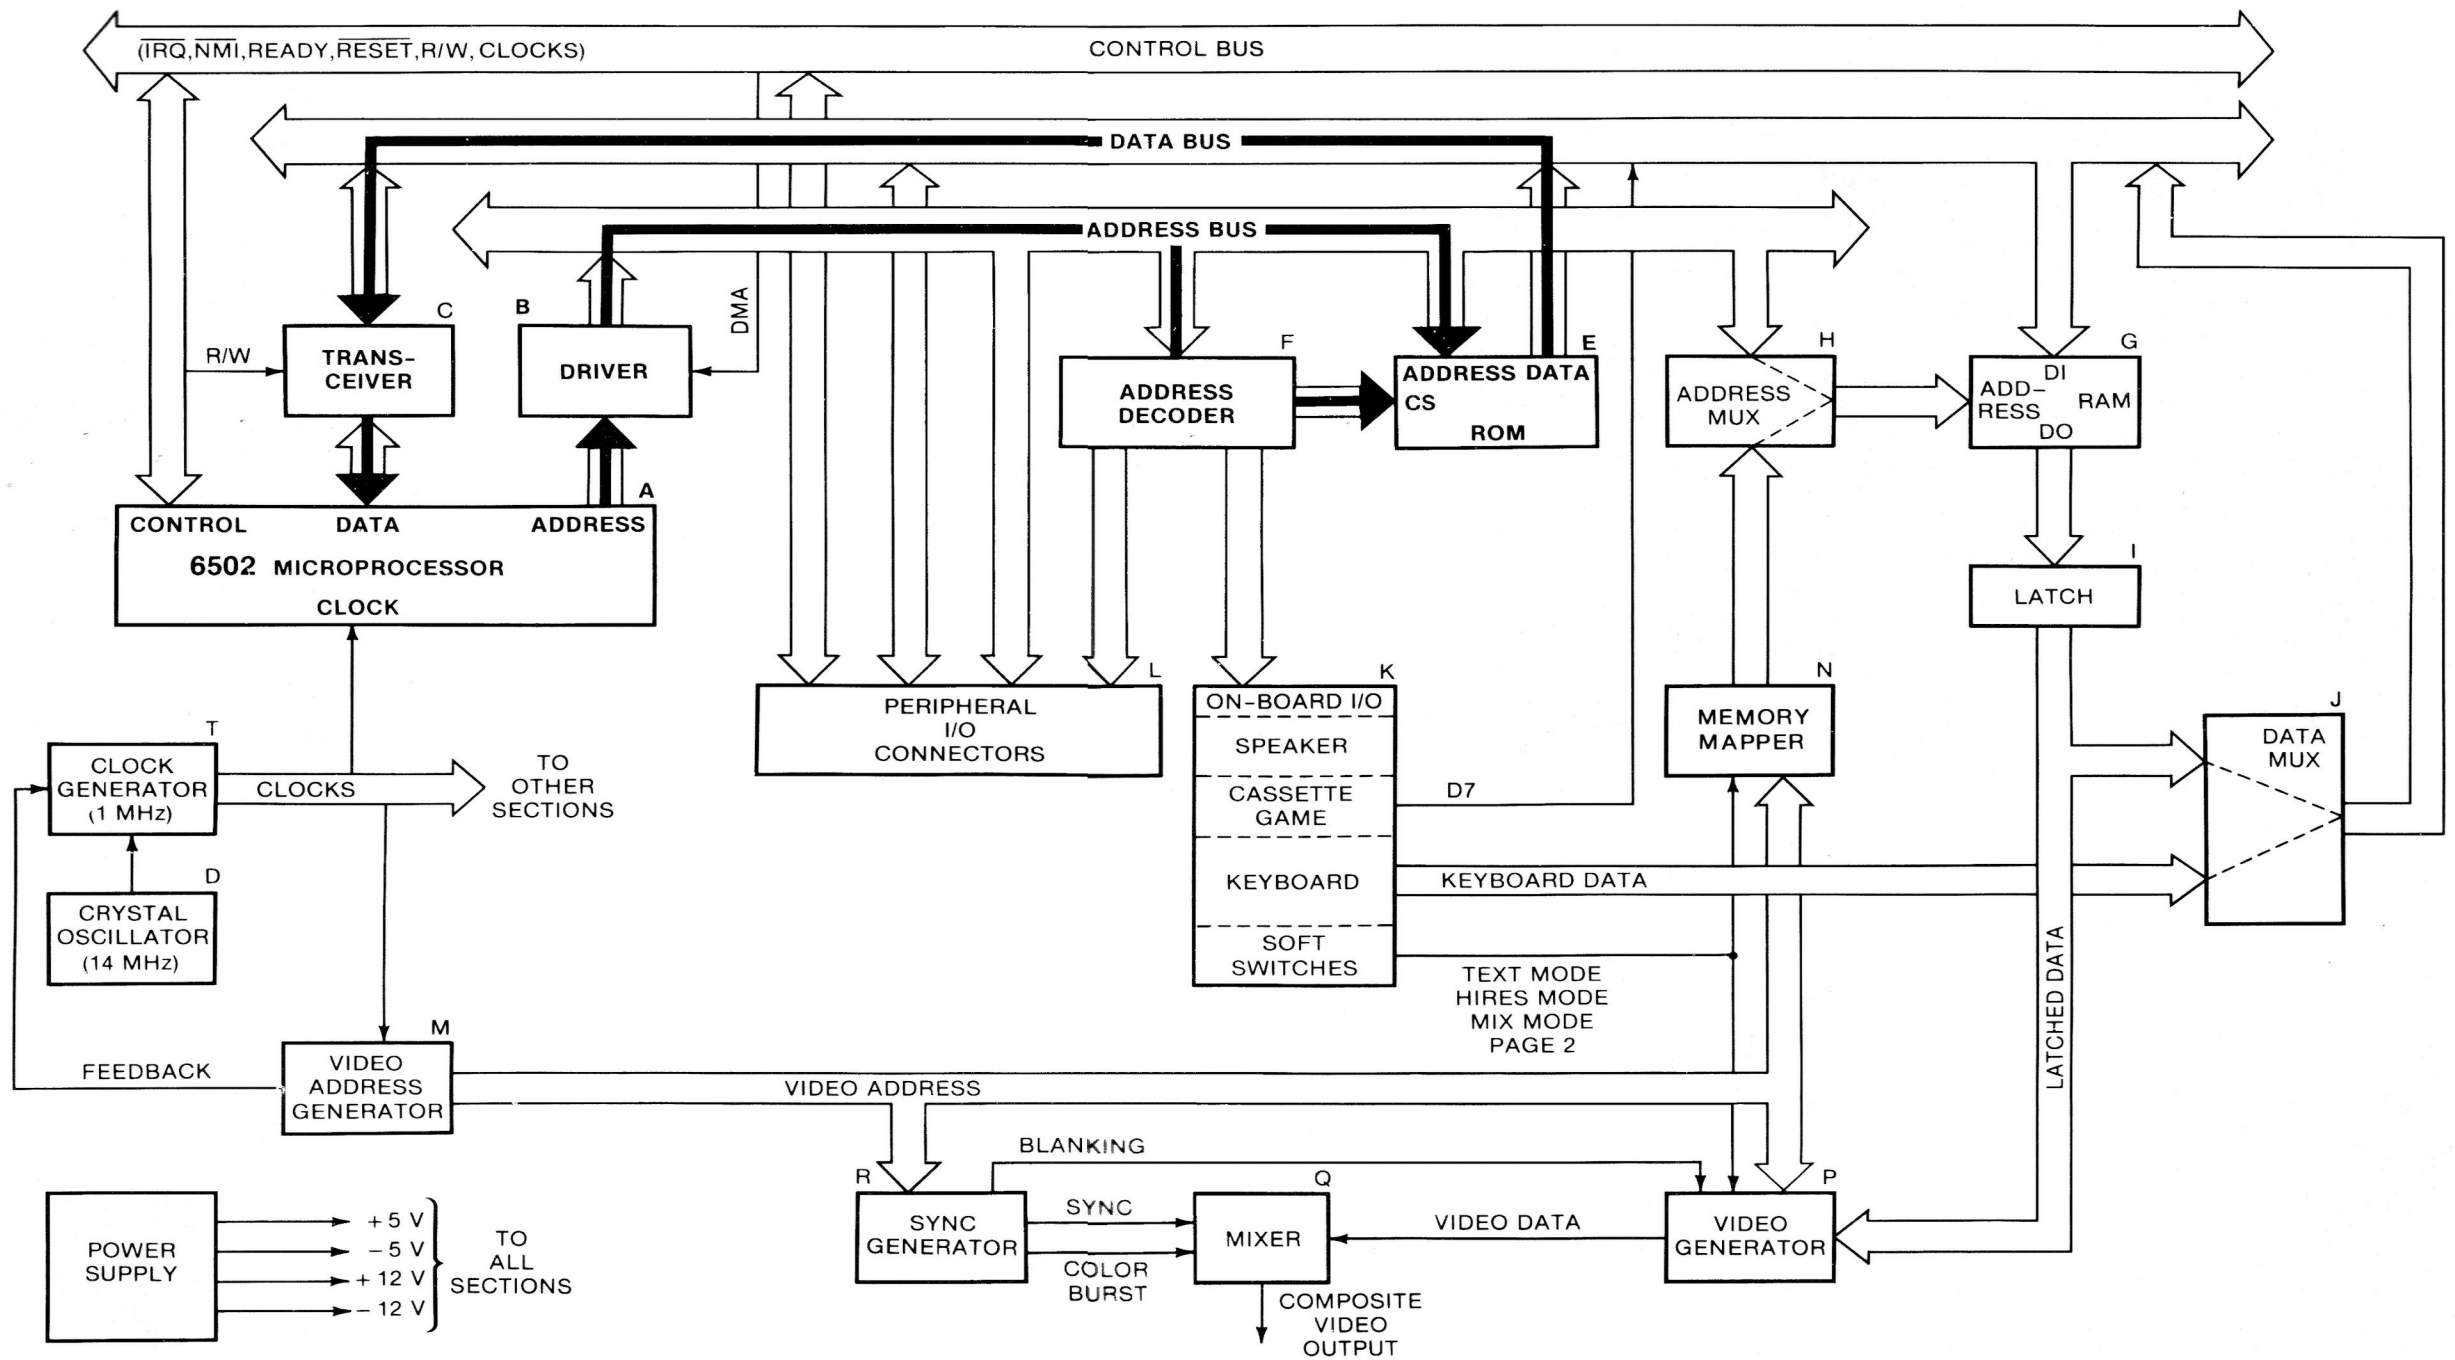 (IRQ,NMI,READY,RESET,R/W,CLOCKS)
CONTROL BUS
DATA BUS
ADDRESS BUS
C
B
DMA
R/W
TRANS-
CEIVER
DRIVER
F
ADDRESS
DECODER
E
ADDRESS DATA
CS
ROM
H
ADDRESS
MUX
G
DI
ADD-
RESS
RAM
DO
A
CONTROL
DATA
ADDRESS
6502 MICROPROCESSOR
CLOCK
I
LATCH
L
PERIPHERAL
I/O
CONNECTORS
K
ON-BOARD I/O
SPEAKER
CASSETTE
GAME
KEYBOARD
SOFT
SWITCHES
D7
KEYBOARD DATA
TEXT MODE
HIRES MODE
MIX MODE
PAGE 2
N
MEMORY
MAPPER
J
DATA
MUX
LATCHED DATA
T
CLOCK
GENERATOR
(1 MHz)
CLOCKS
TO
OTHER
SECTIONS
D
CRYSTAL
OSCILLATOR
(14 MHz)
M
VIDEO
ADDRESS
GENERATOR
FEEDBACK
VIDEO ADDRESS
BLANKING
R
SYNC
GENERATOR
SYNC
COLOR
BURST
Q
MIXER
VIDEO DATA
P
VIDEO
GENERATOR
COMPOSITE
VIDEO
OUTPUT
POWER
SUPPLY
+5 V
-5 V
+12 V
-12 V
TO
ALL
SECTIONS